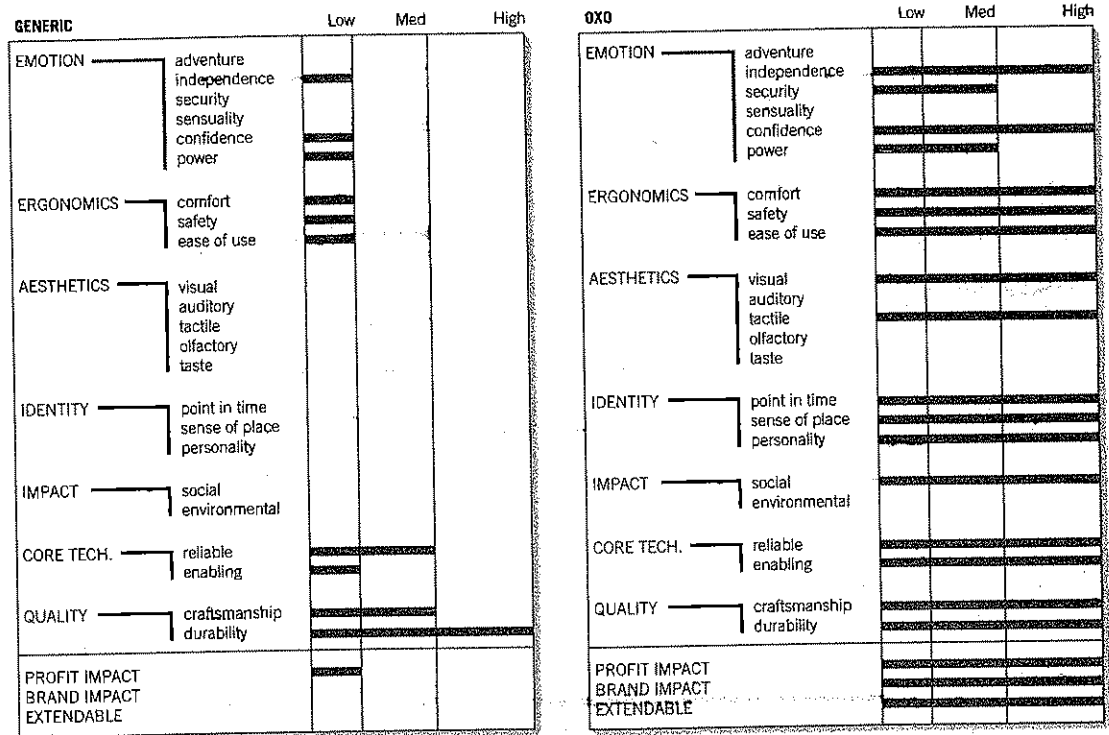 GENERIC Low Med High
EMOTION adventure
independence
security
sensuality
confidence
power
ERGONOMICS comfort
safety
ease of use
AESTHETICS visual
auditory
tactile
olfactory
taste
IDENTITY point in time
sense of place
personality
IMPACT social
environmental
CORE TECH. reliable
enabling
QUALITY craftsmanship
durability
PROFIT IMPACT
BRAND IMPACT
EXTENDABLE
OXO Low Med High
EMOTION adventure
independence
security
sensuality
confidence
power
ERGONOMICS comfort
safety
ease of use
AESTHETICS visual
auditory
tactile
olfactory
taste
IDENTITY point in time
sense of place
personality
IMPACT social
environmental
CORE TECH. reliable
enabling
QUALITY craftsmanship
durability
PROFIT IMPACT
BRAND IMPACT
EXTENDABLE